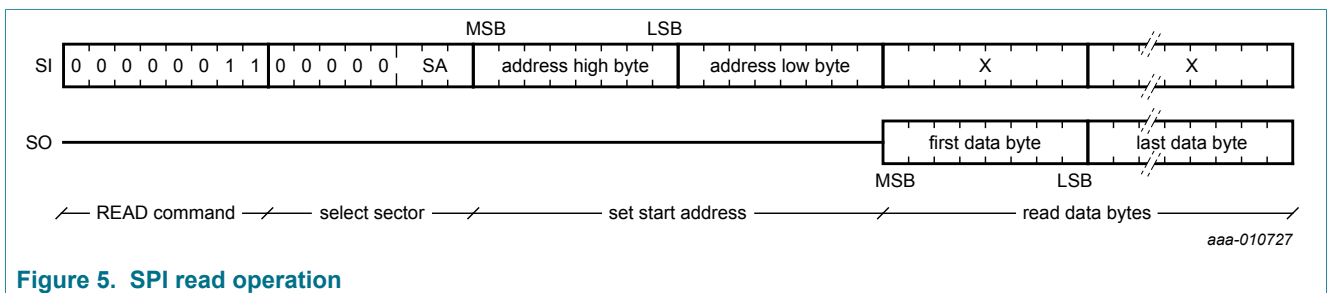 MSB LSB
SI 0 0 0 0 0 0 1 1 0 0 0 0 0 SA address high byte address low byte X X
SO first data byte last data byte
MSB LSB
READ command select sector set start address read data bytes
aaa-010727
Figure 5. SPI read operation